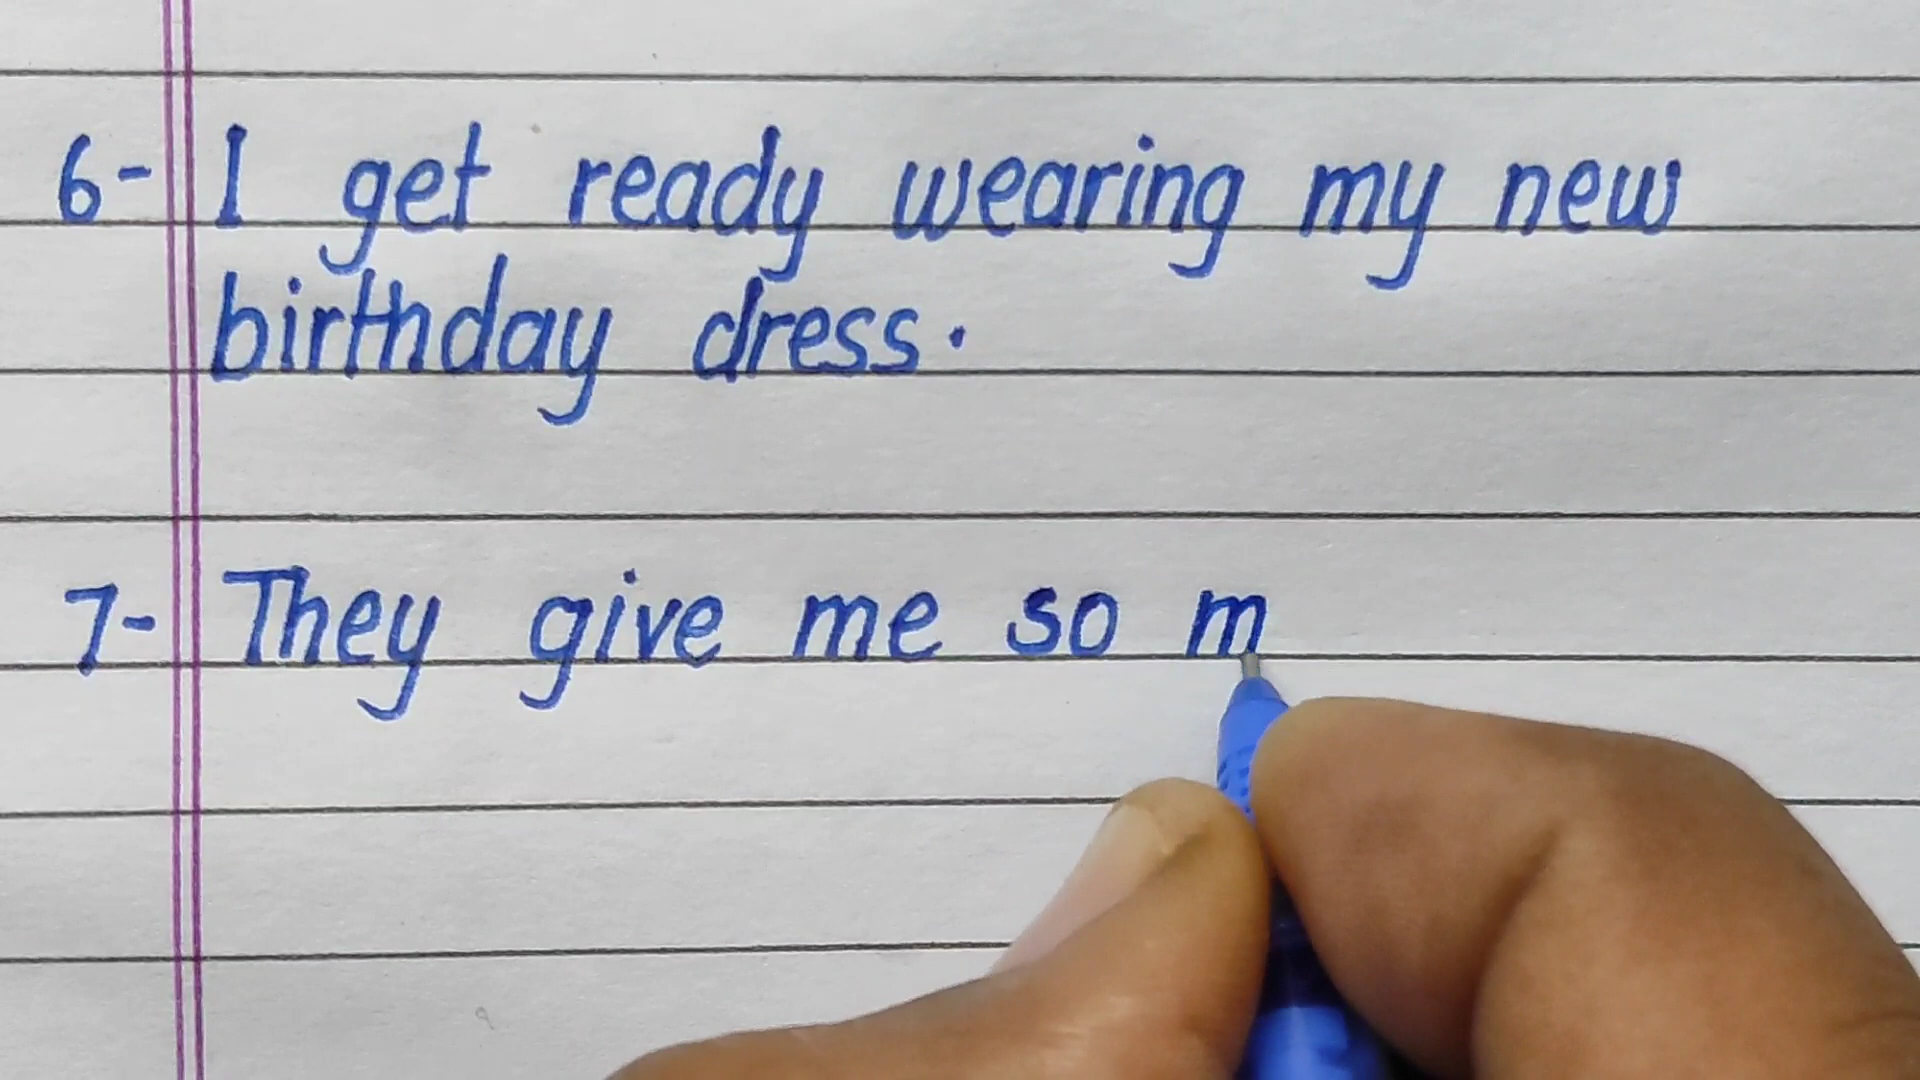 6- I get ready wearing my new
birthday dress.
7- They give me so m